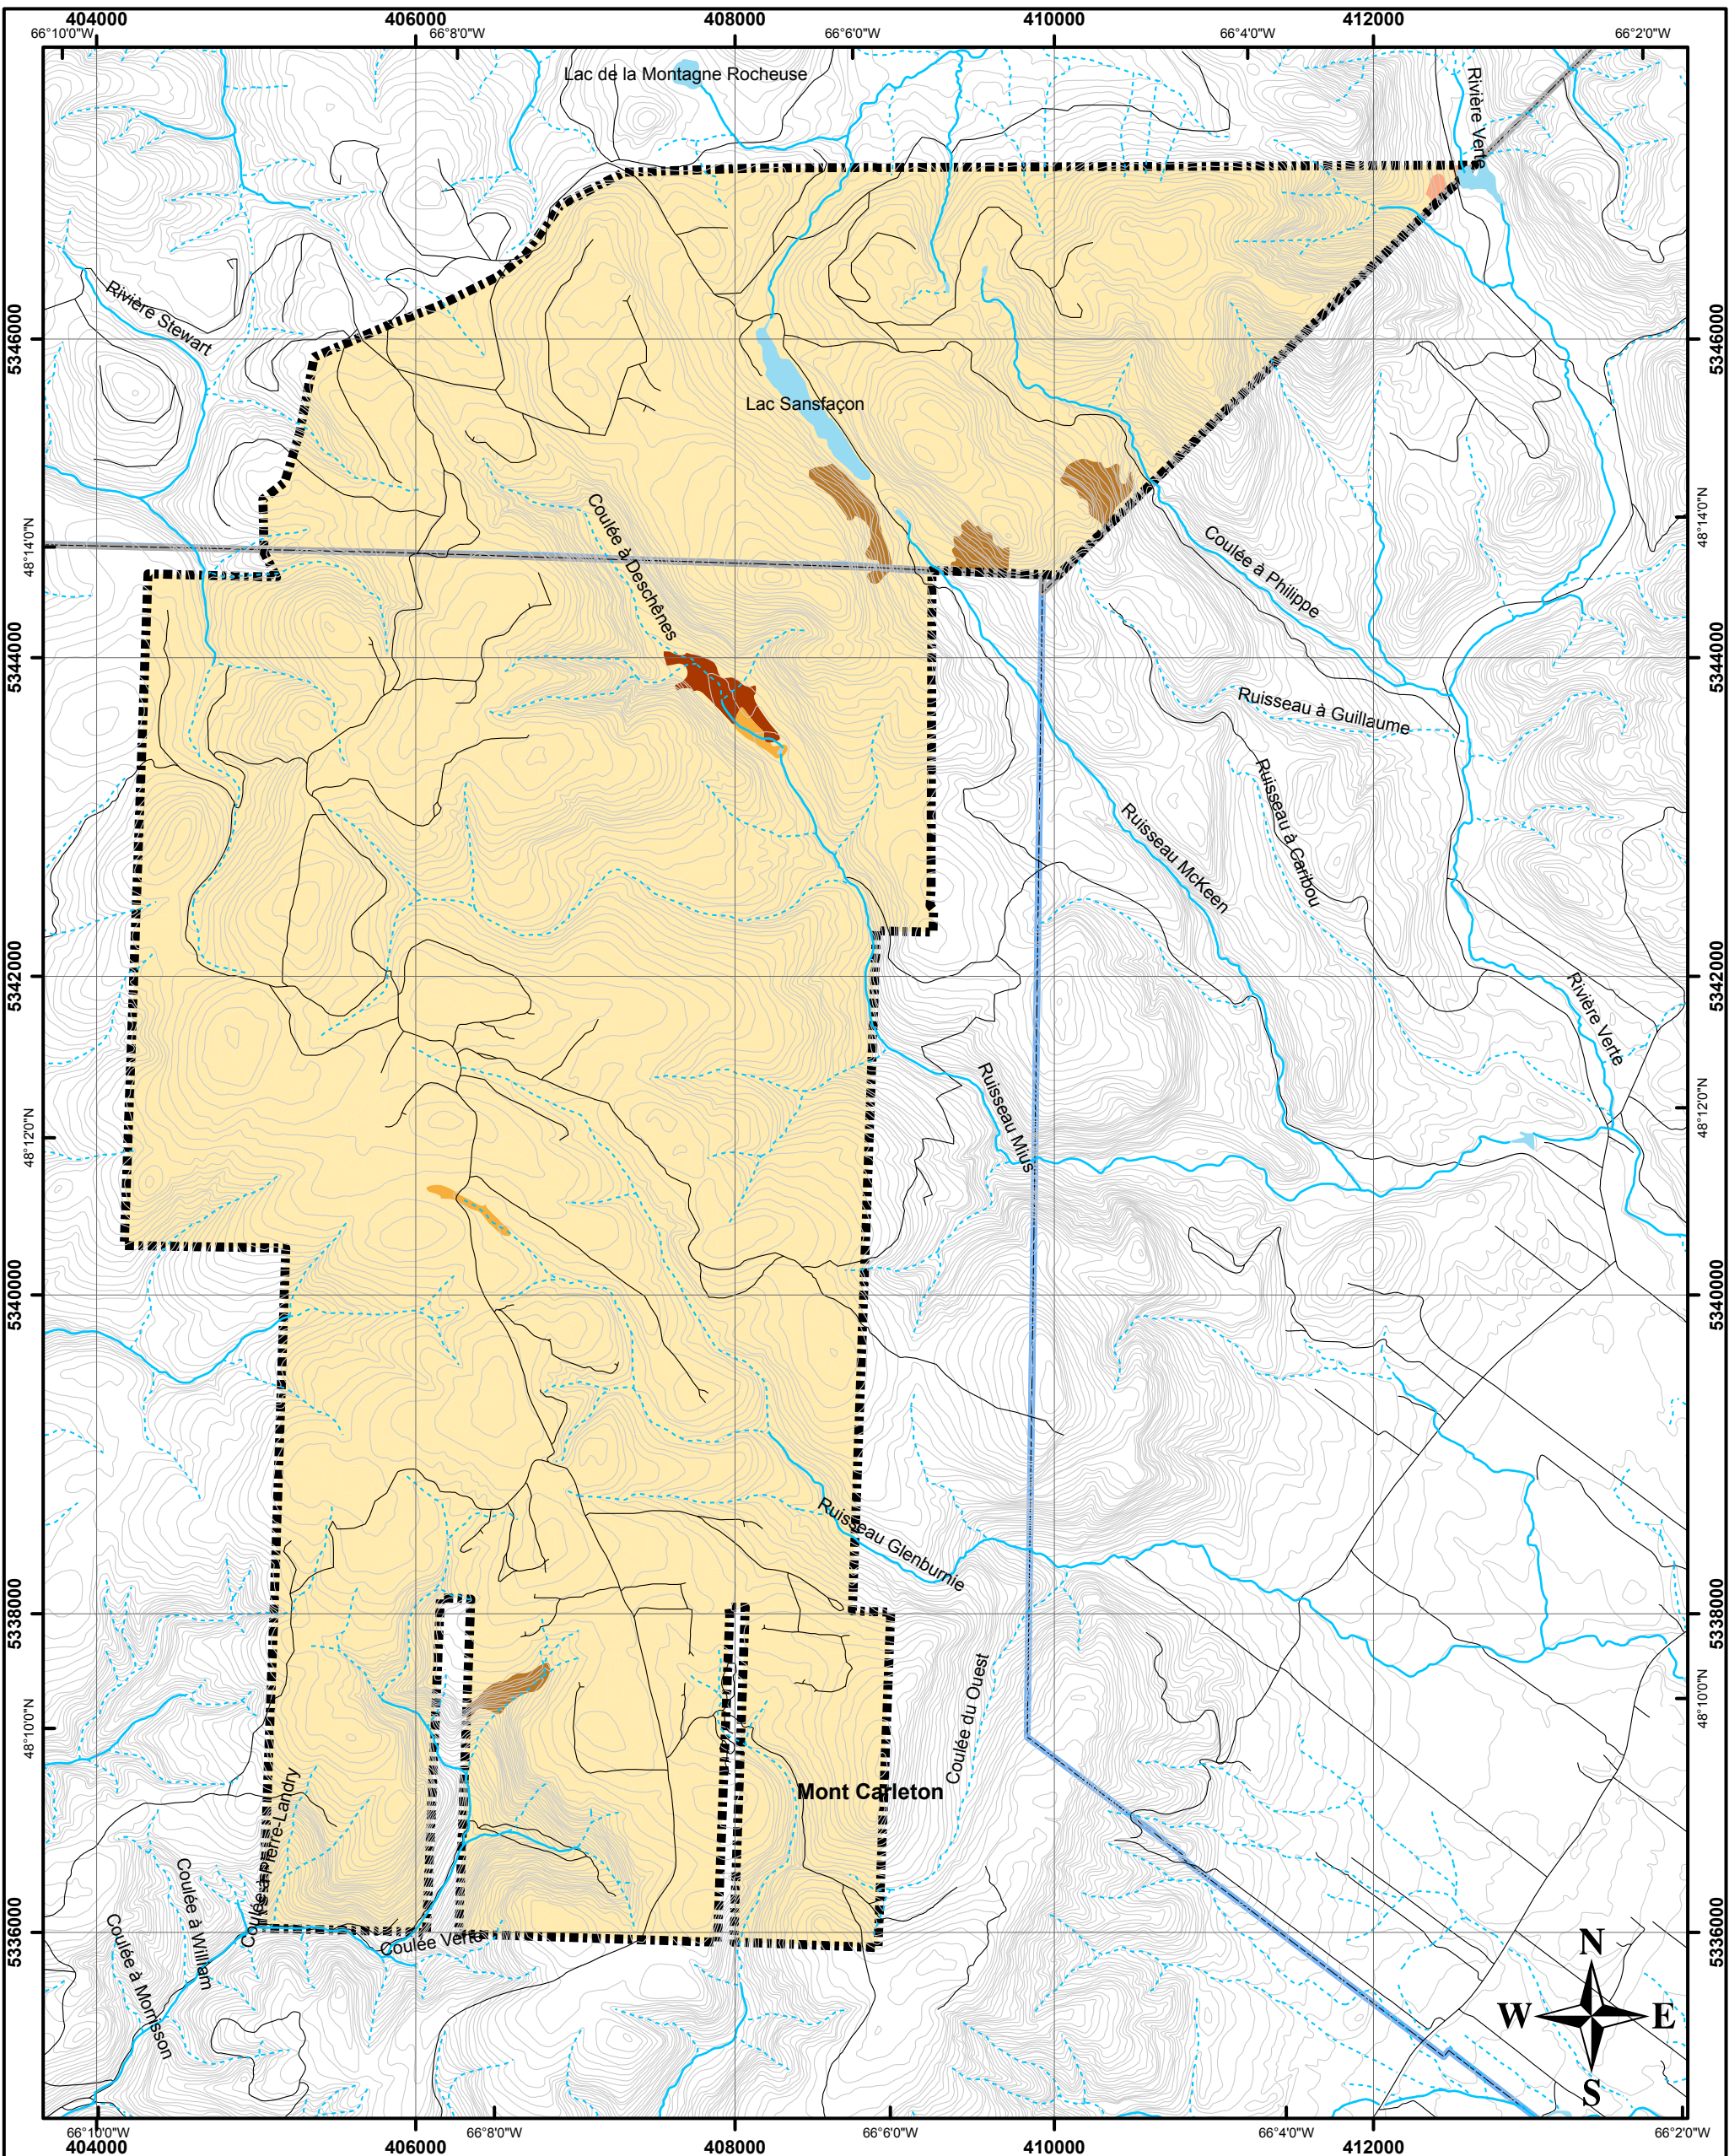 404000 406000 408000 410000 412000
66°10'0"W 66°8'0"W 66°6'0"W 66°4'0"W 66°2'0"W
Lac de la Montagne Rocheuse
Rivière Verte
Rivière Stewart
5346000 5346000
Lac Sansfaçon
Coulée à Deschênes
48°14'0"N 48°14'0"N
Coulée à Philippe
5344000 5344000
Ruisseau à Guillaume
Ruisseau à Caribou
Ruisseau McKeen
5342000 5342000
Rivière Verte
Ruisseau Mius
48°12'0"N 48°12'0"N
5340000 5340000
Ruisseau Glenburnie
5338000 5338000
Coulée du Ouest
48°10'0"N 48°10'0"N
Mont Carleton
Coulée à Pierre-Landry
Coulée à William
Coulée à Morrisson
Coulée Verte
5336000 5336000
N
W E
S
66°10'0"W 66°8'0"W 66°6'0"W 66°4'0"W 66°2'0"W
404000 406000 408000 410000 412000